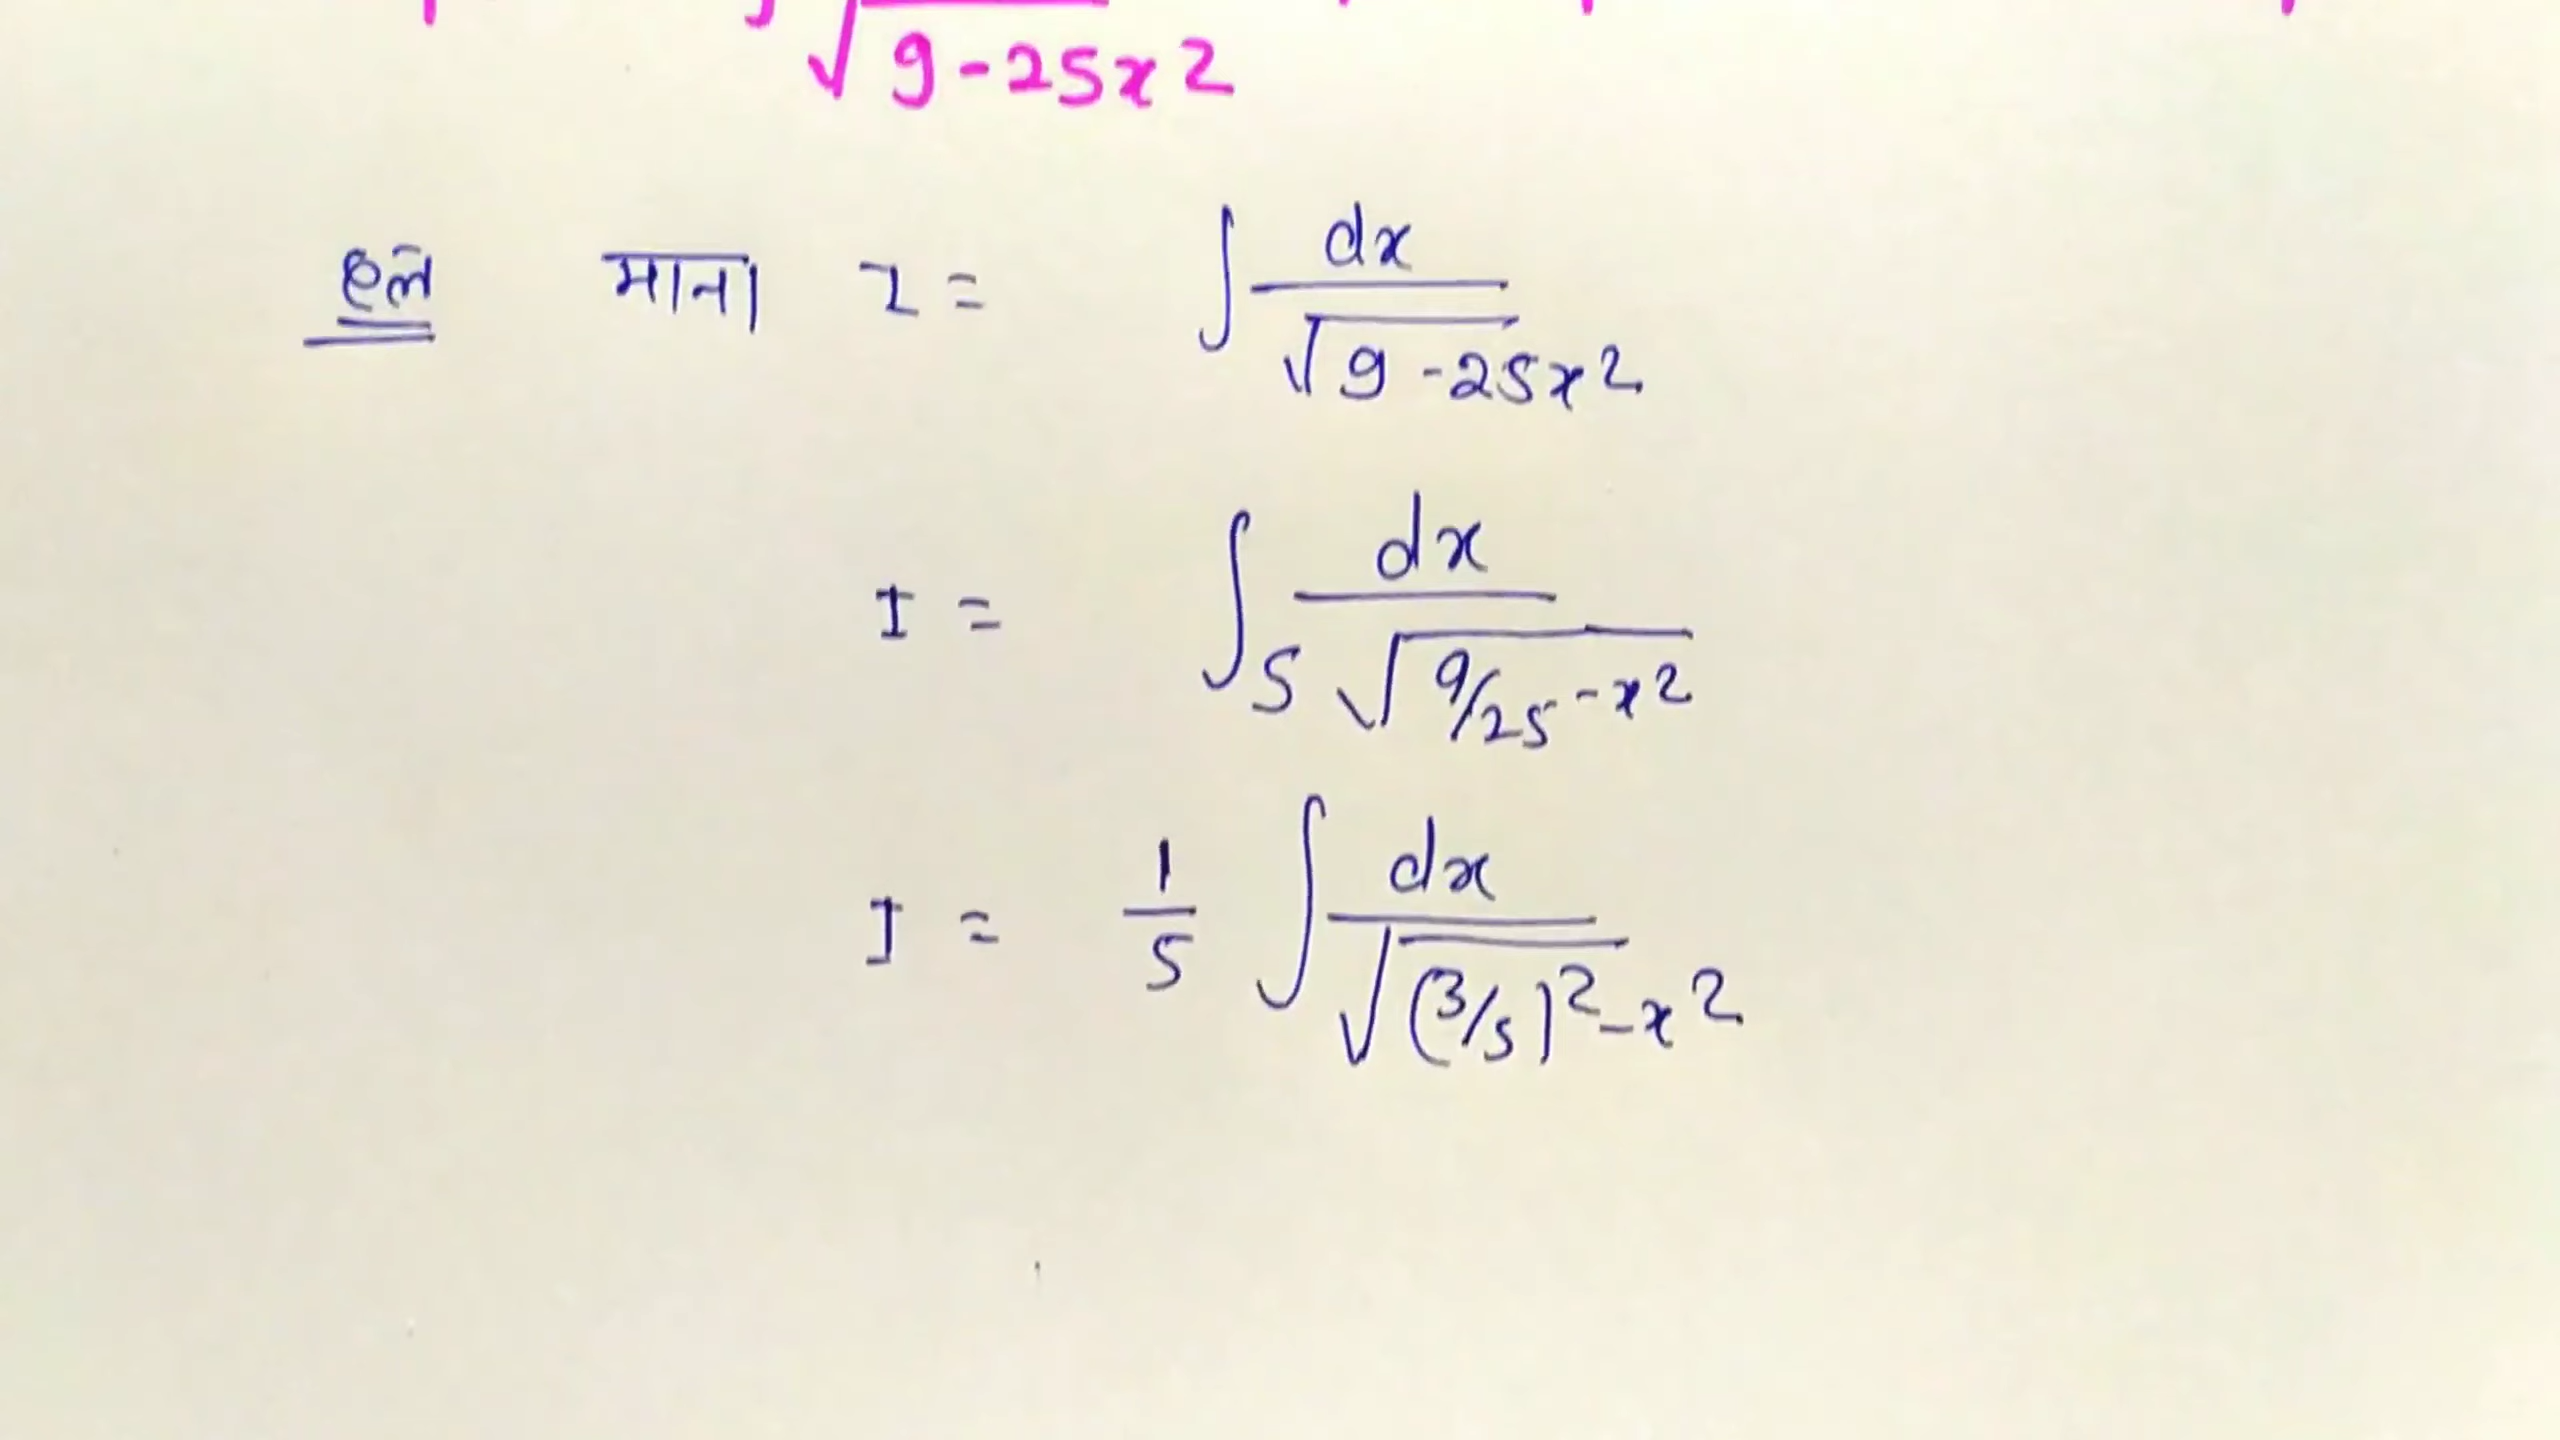 √9-25x2
हल माना I = ∫ dx / √9-25x2
I = ∫ dx / 5 √9/25-x2
I = 1/5 ∫ dx / √(3/5)2-x2